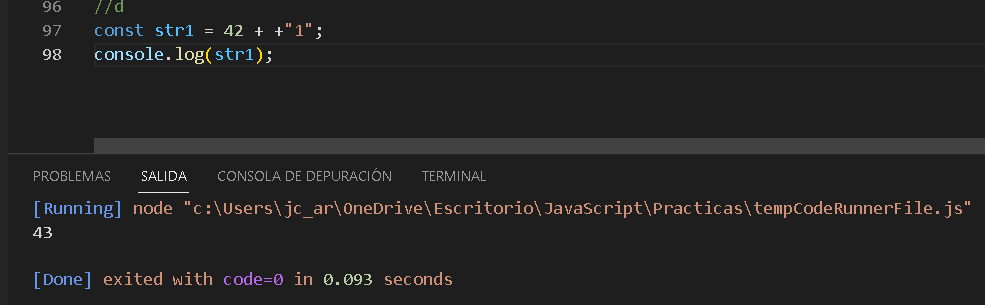 96 //d
97 const str1 = 42 + +"1";
98 console.log(str1);
PROBLEMAS SALIDA CONSOLA DE DEPURACIÓN TERMINAL
[Running] node "c:\Users\jc_ar\OneDrive\Escritorio\JavaScript\Practicas\tempCodeRunnerFile.js"
43
[Done] exited with code=0 in 0.093 seconds